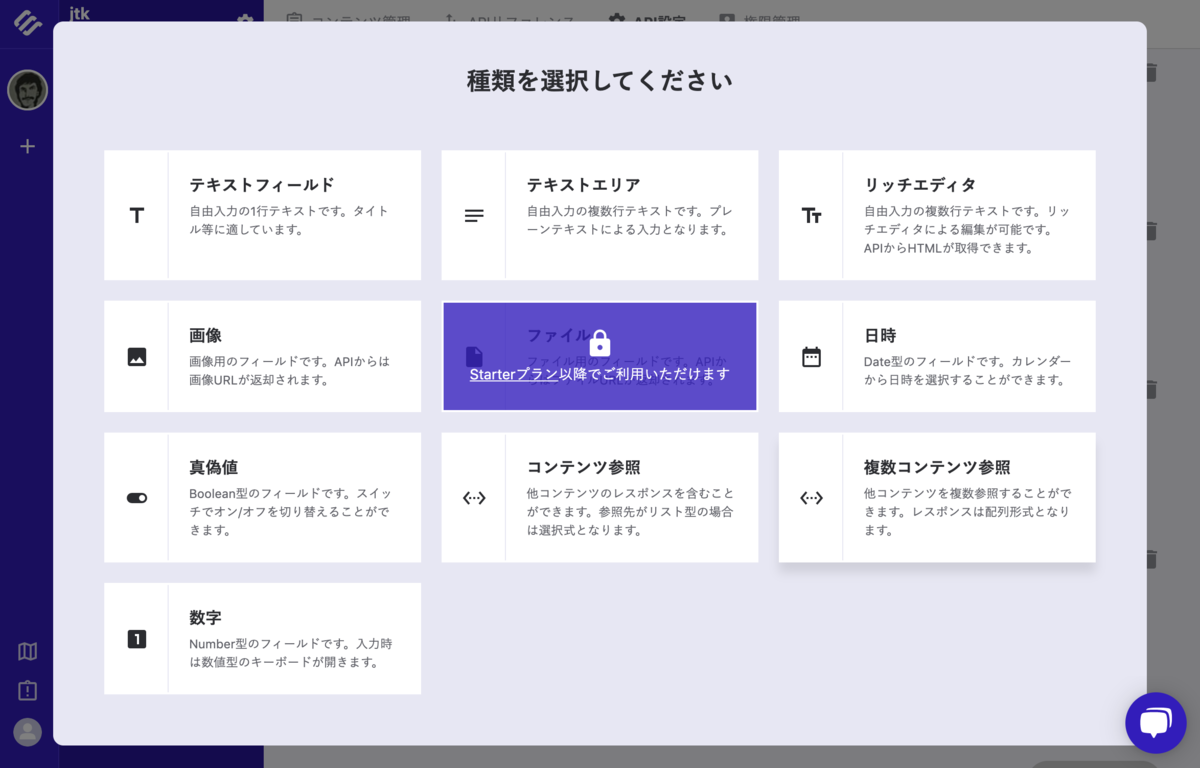 jtk
コンテンツ管理
APIリファレンス
API設定
権限管理
種類を選択してください
テキストフィールド
自由入力の1行テキストです。タイト
ル等に適しています。
テキストエリア
自由入力の複数行テキストです。プレ
ーンテキストによる入力となります。
リッチエディタ
自由入力の複数行テキストです。リッ
チエディタによる編集が可能です。
APIからHTMLが取得できます。
画像
画像用のフィールドです。APIからは
画像URLが返却されます。
ファイル
ファイル用のフィールドです。APIか
Starterプラン以降でご利用いただけます
日時
Date型のフィールドです。カレンダー
から日時を選択することができます。
真偽値
Boolean型のフィールドです。スイッ
チでオン/オフを切り替えることがで
きます。
コンテンツ参照
他コンテンツのレスポンスを含むこと
ができます。参照先がリスト型の場合
は選択式となります。
複数コンテンツ参照
他コンテンツを複数参照することがで
きます。レスポンスは配列形式となり
ます。
1
数字
Number型のフィールドです。入力時
は数値型のキーボードが開きます。